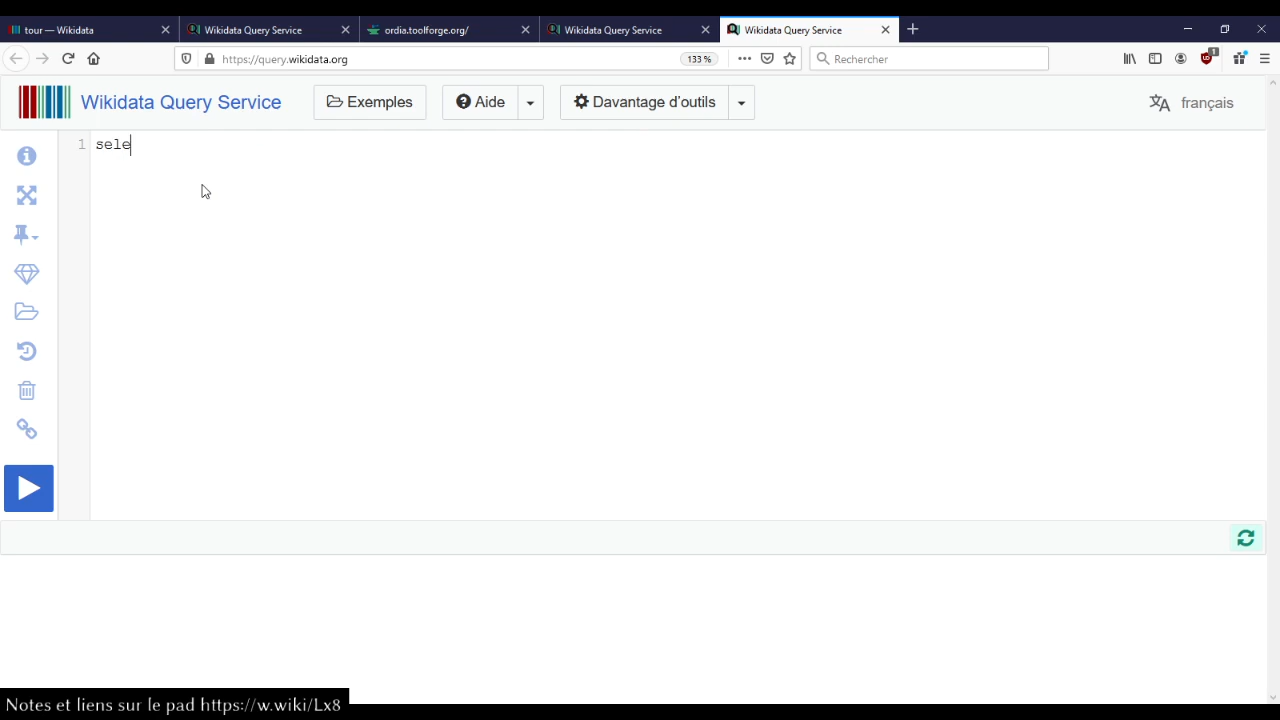 tour — Wikidata
Wikidata Query Service
ordia.toolforge.org/
Wikidata Query Service
Wikidata Query Service
https://query.wikidata.org
133 %
Rechercher
1
Wikidata Query Service
Exemples
Aide
Davantage d'outils
français
1 sele
Notes et liens sur le pad https://w.wiki/Lx8